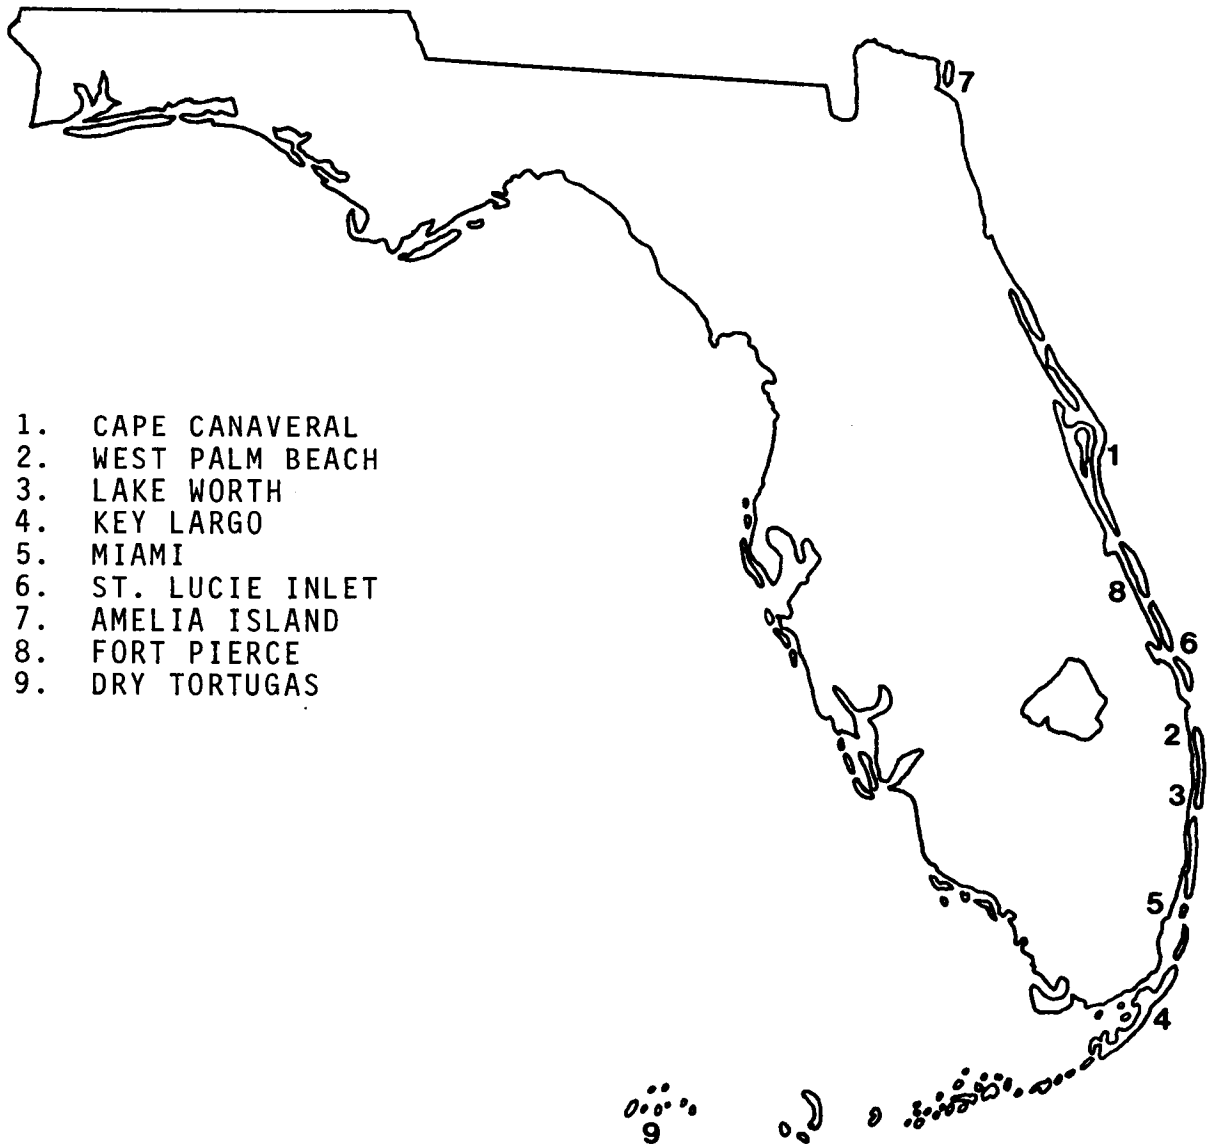 7
1. CAPE CANAVERAL
2. WEST PALM BEACH
3. LAKE WORTH
4. KEY LARGO
5. MIAMI
6. ST. LUCIE INLET
7. AMELIA ISLAND
8. FORT PIERCE
9. DRY TORTUGAS
1
8
6
2
3
5
4
9